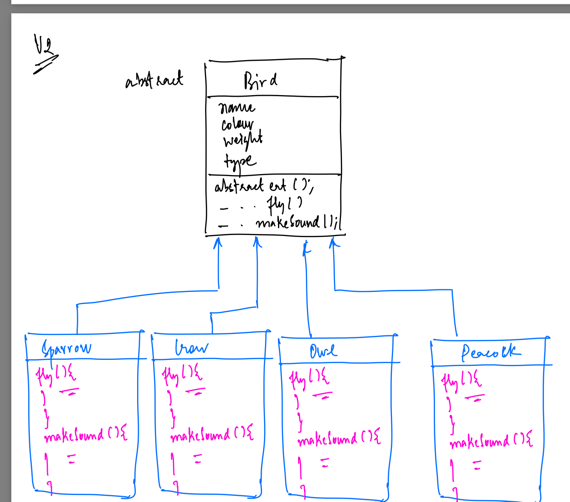 V2
abstract Bird
name
colour
weight
type
abstract eat ();
_ . . fly ()
_ . makeSound ();
Sparrow
Crow
Owl
Peacock
fly () {
=
}
}
makeSound () {
=
}
fly () {
=
}
}
makeSound () {
=
}
fly () {
=
}
}
makeSound () {
=
}
fly () {
=
}
}
makeSound () {
=
}